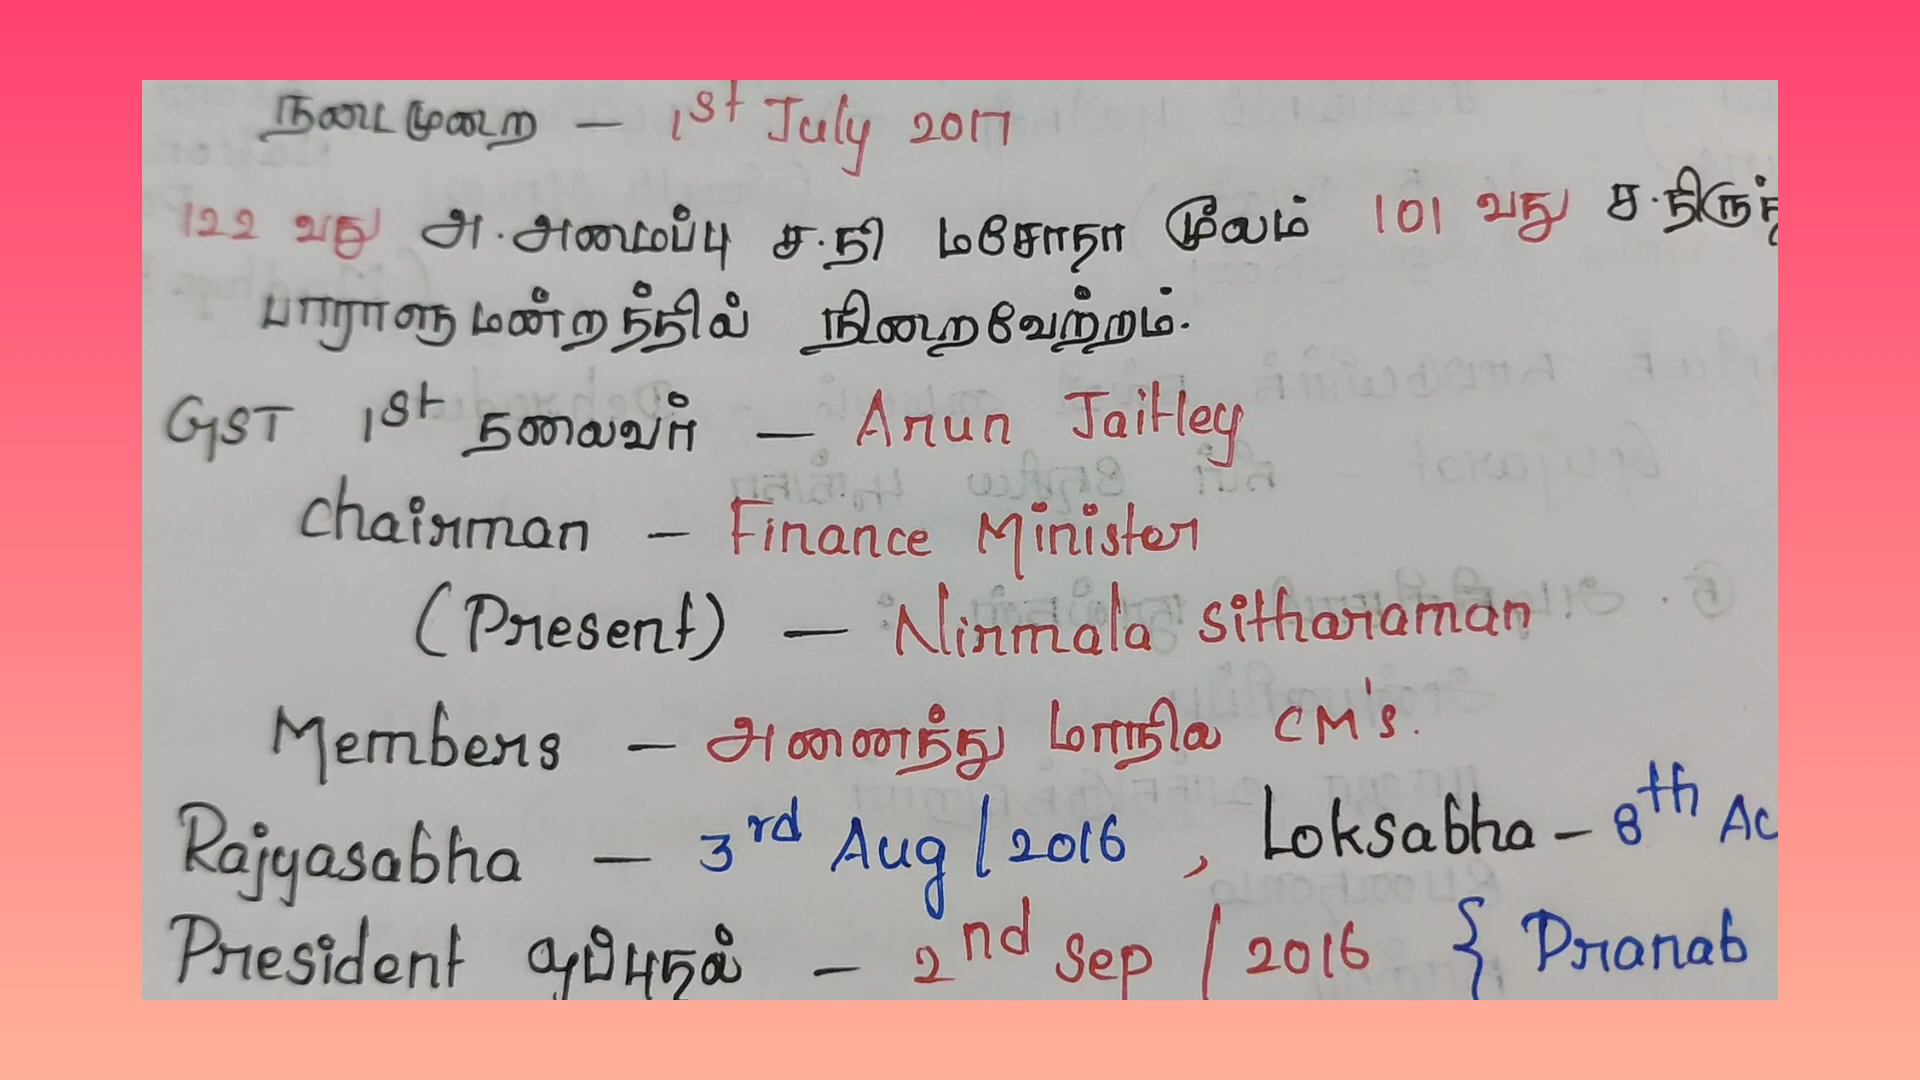 நடைமுறை – 1st July 2017
122 வது அ.அமைப்பு ச.தி மசோதா மூலம் 101 வது ச.திருத்
பாராளுமன்றத்தில் நிறைவேற்றம்.
GST 1st தலைவர் – Arun Jaitley
Chairman – Finance Minister
(Present) – Nirmala Sitharaman
Members – அனைத்து மாநில CM's.
Rajyasabha – 3rd Aug / 2016 , Loksabha – 8th
President ஒப்புதல் – 2nd Sep / 2016 { Pranab